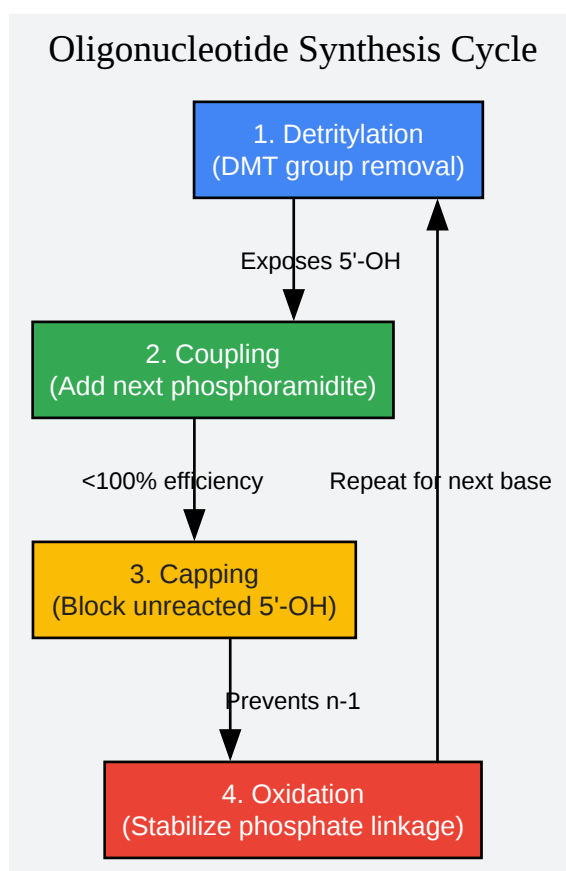 Oligonucleotide Synthesis Cycle
1. Detritylation
(DMT group removal)
Exposes 5'-OH
2. Coupling
(Add next phosphoramidite)
<100% efficiency
Repeat for next base
3. Capping
(Block unreacted 5'-OH)
Prevents n-1
4. Oxidation
(Stabilize phosphate linkage)